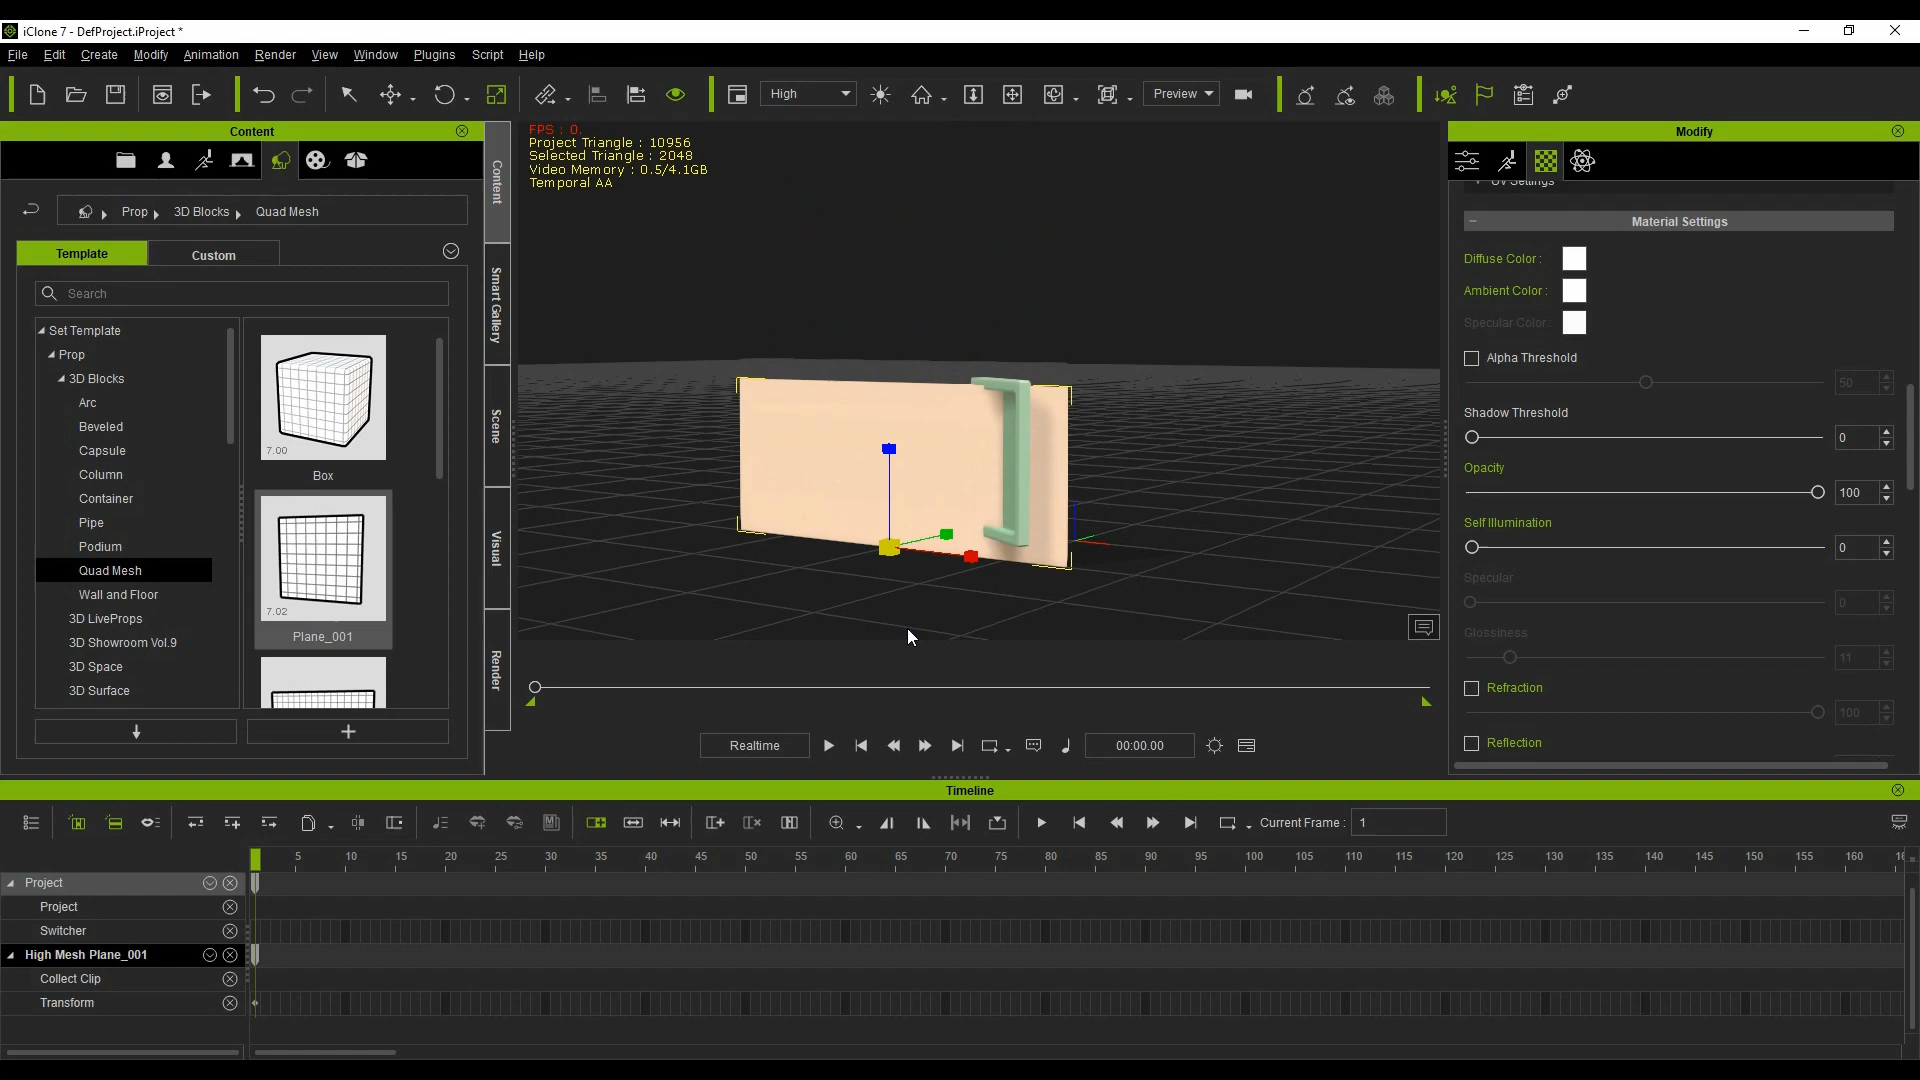 iClone 7 - DefProject.iProject *
File Edit Create Modify Animation Render View Window Plugins Script Help
High
Preview
Content
Modify
FPS : 0.
Project Triangle : 10956
Selected Triangle : 2048
Video Memory : 0.5/4.1GB
Temporal AA
Prop 3D Blocks Quad Mesh
Template Custom
Search
Set Template
Prop
3D Blocks
Arc
Beveled
Capsule
Column
Container
Pipe
Podium
Quad Mesh
Wall and Floor
3D LiveProps
3D Showroom Vol.9
3D Space
3D Surface
7.00
Box
7.02
Plane_001
Content
Smart Gallery
Scene
Visual
Render
UV Settings
Material Settings
Diffuse Color :
Ambient Color :
Specular Color :
Alpha Threshold
50
Shadow Threshold
0
Opacity
100
Self Illumination
0
Specular
0
Glossiness
11
Refraction
100
Reflection
Realtime
00:00.00
Timeline
Current Frame : 1
5 10 15 20 25 30 35 40 45 50 55 60 65 70 75 80 85 90 95 100 105 110 115 120 125 130 135 140 145 150 155 160
Project
Project
Switcher
High Mesh Plane_001
Collect Clip
Transform